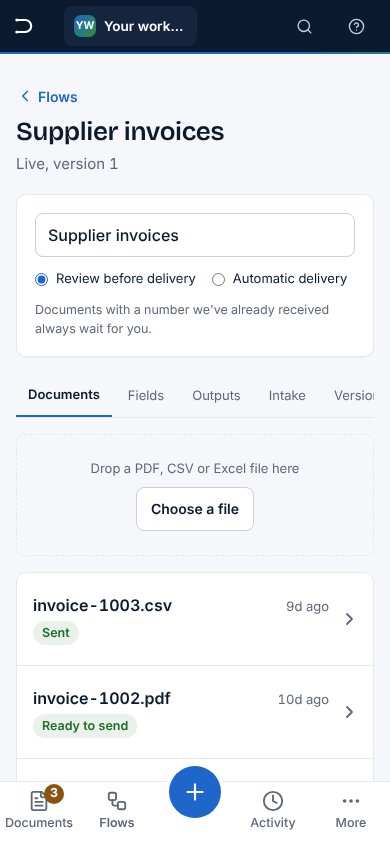 YW Your work...
Flows
Supplier invoices
Live, version 1
Supplier invoices
Review before delivery Automatic delivery
Documents with a number we've already received
always wait for you.
Documents Fields Outputs Intake Version
Drop a PDF, CSV or Excel file here
Choose a file
invoice-1003.csv 9d ago
Sent
invoice-1002.pdf 10d ago
Ready to send
3
Documents Flows Activity More